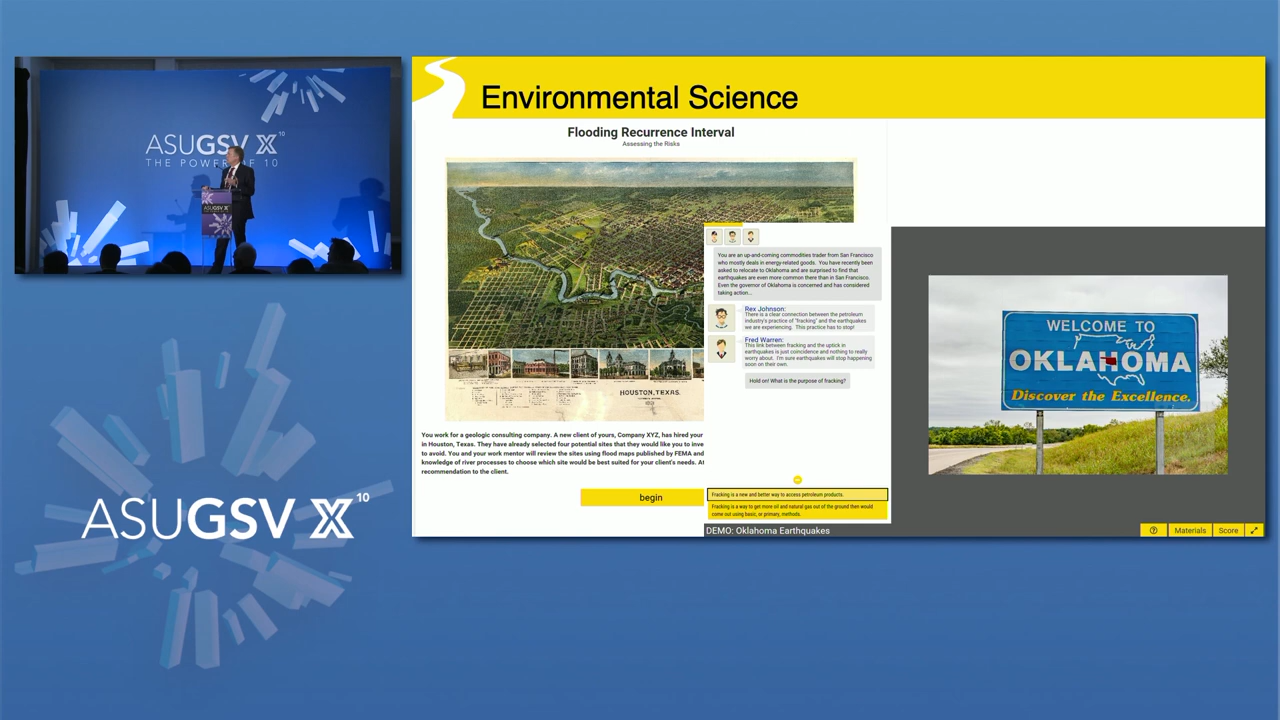 ASUGSV X10
THE POWER OF 10
ASUGSV X
ASUGSV X10
Environmental Science
Flooding Recurrence Interval
Assessing the Risks
HOUSTON, TEXAS.
You work for a geologic consulting company. A new client of yours, Company XYZ, has hired your
in Houston, Texas. They have already selected four potential sites that they would like you to inve
to avoid. You and your work mentor will review the sites using flood maps published by FEMA and
knowledge of river processes to choose which site would be best suited for your client's needs. At
recommendation to the client.
begin
You are an up-and-coming commodities trader from San Francisco
who mostly deals in energy-related goods. You have recently been
asked to relocate to Oklahoma and are surprised to find that
earthquakes are even more common there than in San Francisco.
Even the governor of Oklahoma is concerned and has considered
taking action...
Rex Johnson:
There is a clear connection between the petroleum
industry's practice of "fracking" and the earthquakes
we are experiencing. This practice has to stop!
Fred Warren:
This link between fracking and the uptick in
earthquakes is just coincidence and nothing to really
worry about. I'm sure earthquakes will stop happening
soon on their own.
Hold on! What is the purpose of fracking?
Fracking is a new and better way to access petroleum products.
Fracking is a way to get more oil and natural gas out of the ground then would
come out using basic, or primary, methods.
DEMO: Oklahoma Earthquakes
WELCOME TO
OKLAHOMA
Discover the Excellence.
? Materials Score